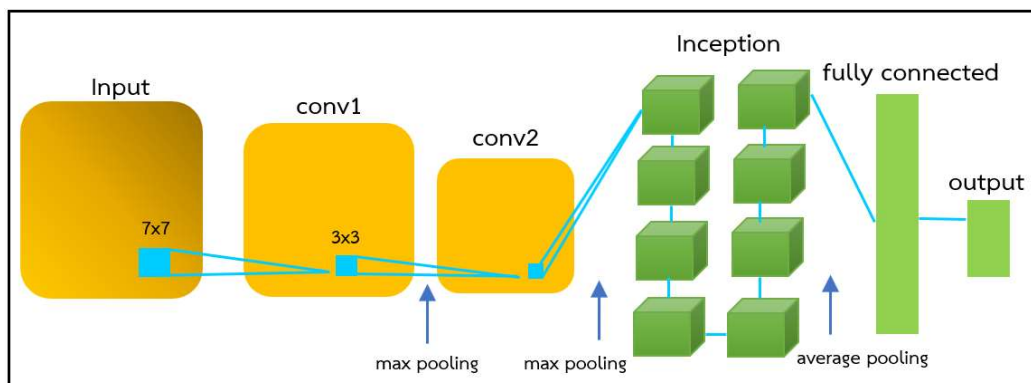 Input
conv1
conv2
Inception
fully connected
output
7x7
3x3
max pooling
max pooling
average pooling